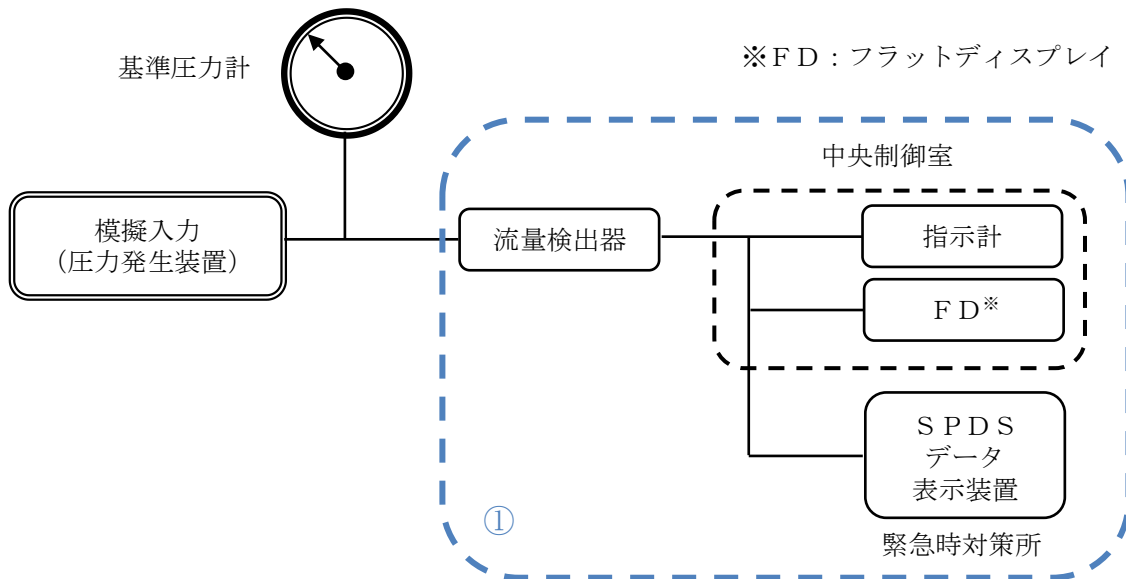 基準圧力計
※ＦＤ：フラットディスプレイ
中央制御室
模擬入力
（圧力発生装置）
流量検出器
指示計
ＦＤ※
ＳＰＤＳ
データ
表示装置
①
緊急時対策所